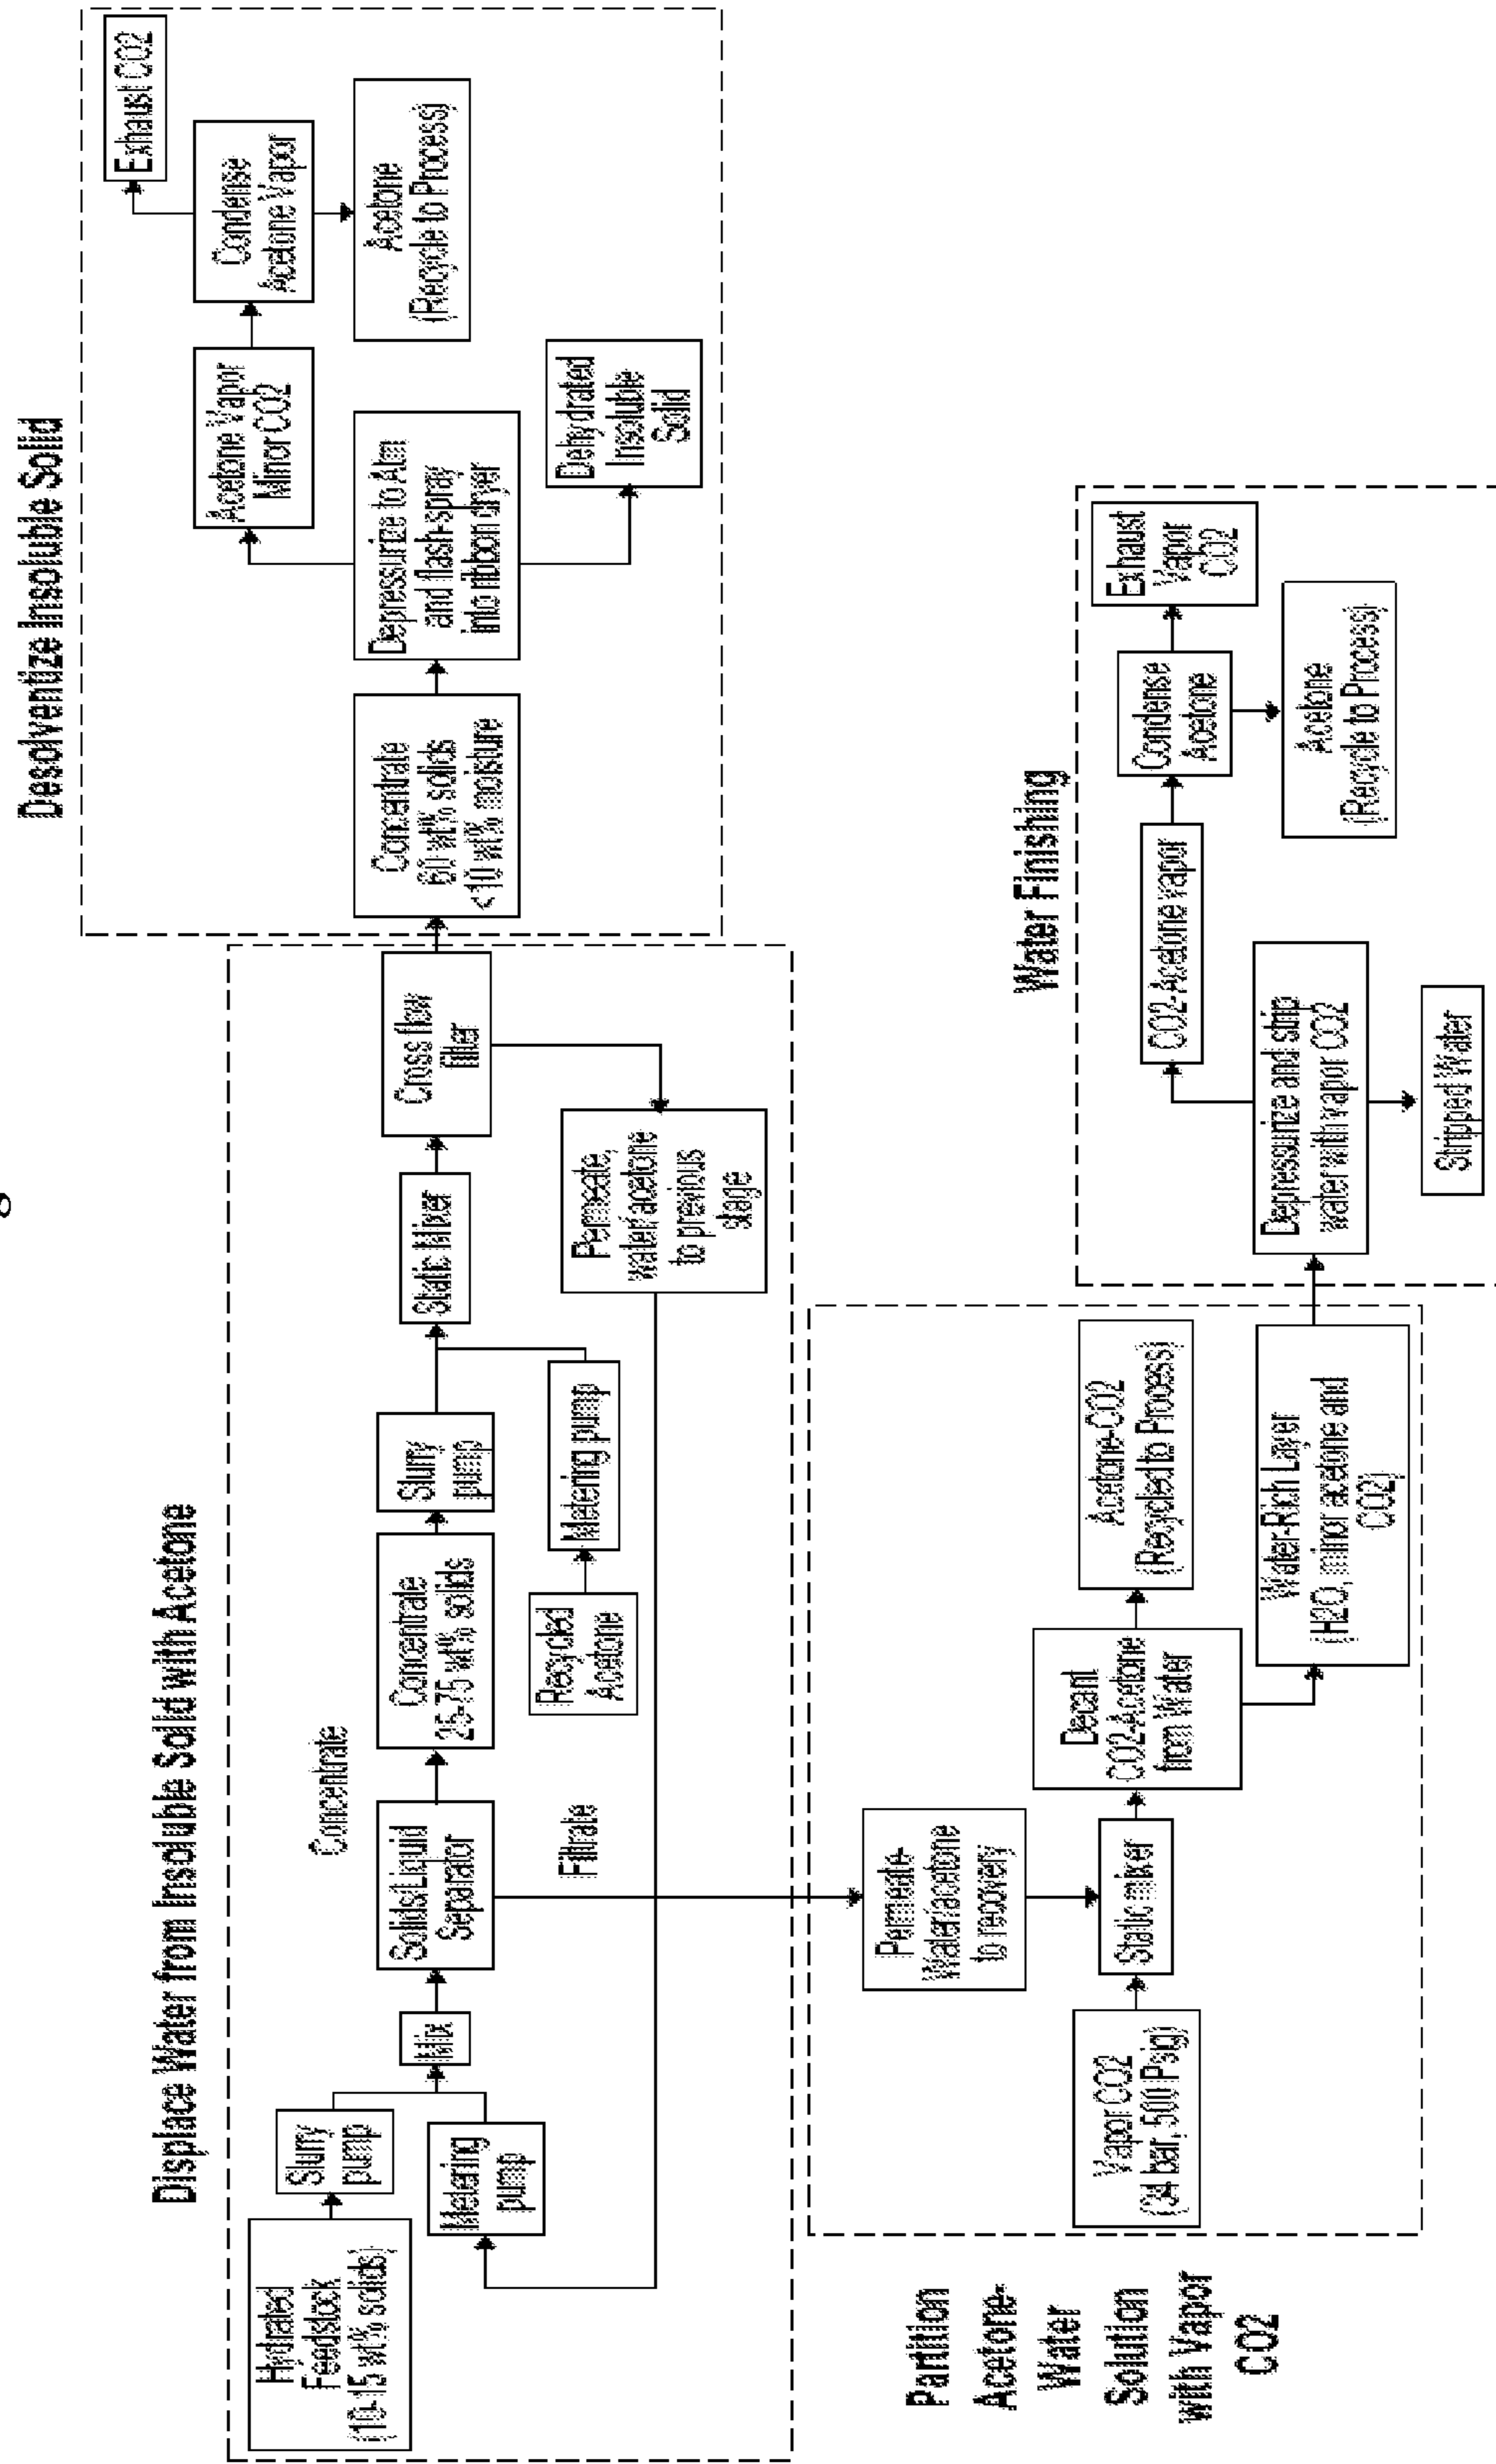 Displace Water from Insoluble Solid with Acetone
Hydrated
Feedstock
(10-15 wt% solids)
Slurry
pump
Metering
pump
Mix
Solids/Liquid
Separator
Concentrate
Filtrate
Concentrate
25-75 wt% solids
Slurry
pump
Recycled
Acetone
Metering pump
Static Mixer
Cross flow
filter
Permeate,
water/acetone
to previous
stage
Desolventize Insoluble Solid
Concentrate
60 wt% solids
<10 wt% moisture
Depressurize to Atm
and flash-spray
into ribbon dryer
Acetone Vapor
Minor CO2
Dehydrated
Insoluble
Solid
Condense
Acetone Vapor
Exhaust CO2
Acetone
(Recycle to Process)
Partition
Acetone-
Water
Solution
with Vapor
CO2
Permeate-
Water/acetone
to recovery
Vapor CO2
(34 bar, 500 Psig)
Static mixer
Decant
CO2-Acetone
from Water
Acetone-CO2
(Recycled to Process)
Water-Rich Layer
(H2O, minor acetone and
CO2)
Water Finishing
Depressurize and strip
water with vapor CO2
Stripped Water
CO2-Acetone vapor
Condense
Acetone
Exhaust
Vapor
CO2
Acetone
(Recycle to Process)